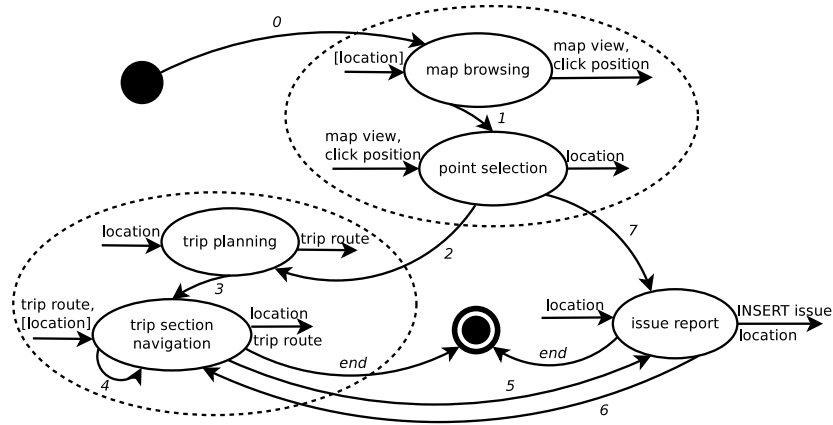 0
[location]
map browsing
map view,
click position
1
map view,
click position
point selection
location
2
7
location
trip planning
trip route
3
trip route,
[location]
trip section
navigation
location
trip route
4
end
location
issue report
INSERT issue
location
end
5
6